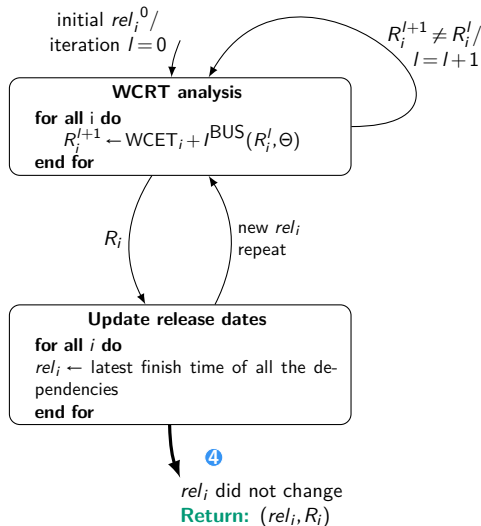 initial rel_i^0/
iteration l=0
R_i^{l+1} ≠ R_i^l/
l = l+1
WCRT analysis
for all i do
R_i^{l+1} ← WCET_i + I^BUS(R_i^l, Θ)
end for
R_i
new rel_i
repeat
Update release dates
for all i do
rel_i ← latest finish time of all the de-
pendencies
end for
4
rel_i did not change
Return: (rel_i, R_i)